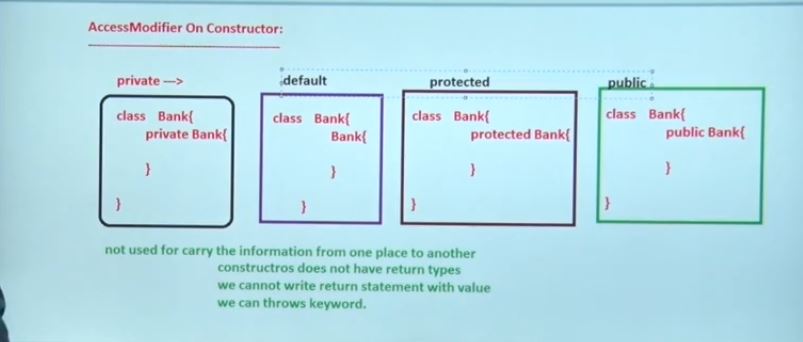 AccessModifier On Constructor:
private —>
default
protected
public
class Bank{
private Bank{
}
}
class Bank{
Bank{
}
}
class Bank{
protected Bank{
}
}
class Bank{
public Bank{
}
}
not used for carry the information from one place to another
constructros does not have return types
we cannot write return statement with value
we can throws keyword.